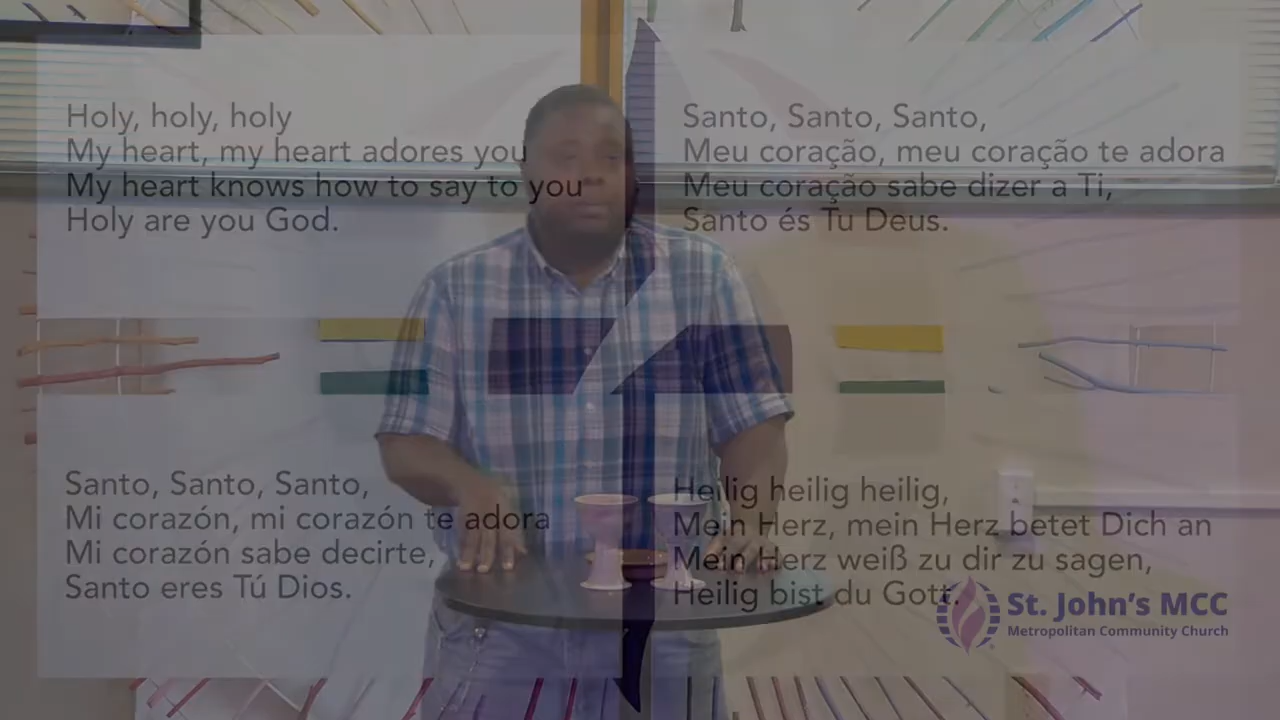 Holy, holy, holy
My heart, my heart adores you
My heart knows how to say to you
Holy are you God.
Santo, Santo, Santo,
Meu coração, meu coração te adora
Meu coração sabe dizer a Ti,
Santo és Tu Deus.
Santo, Santo, Santo,
Mi corazón, mi corazón te adora
Mi corazón sabe decirte,
Santo eres Tú Dios.
Heilig heilig heilig,
Mein Herz, mein Herz betet Dich an
Mein Herz weiß zu dir zu sagen,
Heilig bist du Gott.
St. John's MCC
Metropolitan Community Church